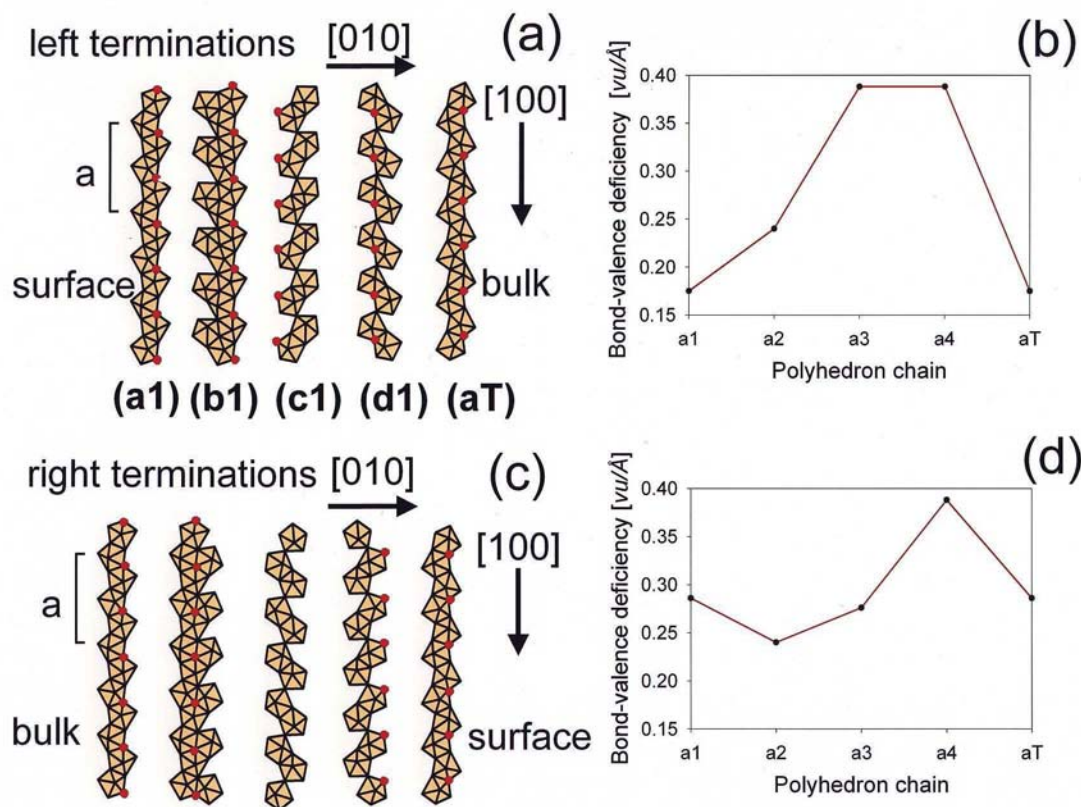 left terminations
[010]
(a)
[100]
a
surface
bulk
(a1) (b1) (c1) (d1) (aT)
(b)
Bond-valence deficiency [vu/Å]
0.40
0.35
0.30
0.25
0.20
0.15
a1 a2 a3 a4 aT
Polyhedron chain
right terminations
[010]
(c)
[100]
a
bulk
surface
(d)
Bond-valence deficiency [vu/Å]
0.40
0.35
0.30
0.25
0.20
0.15
a1 a2 a3 a4 aT
Polyhedron chain